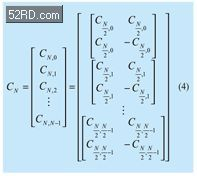 52RD.com
C_N = [C_{N,0} C_{N,1} C_{N,2} ⋮ C_{N,N−1}] = [
[C_{N/2,0} C_{N/2,0}
C_{N/2,0} −C_{N/2,0}]
[C_{N/2,1} C_{N/2,1}
C_{N/2,1} −C_{N/2,1}]
⋮
[C_{N/2,N/2−1} C_{N/2,N/2−1}
C_{N/2,N/2−1} −C_{N/2,N/2−1}]
] (4)